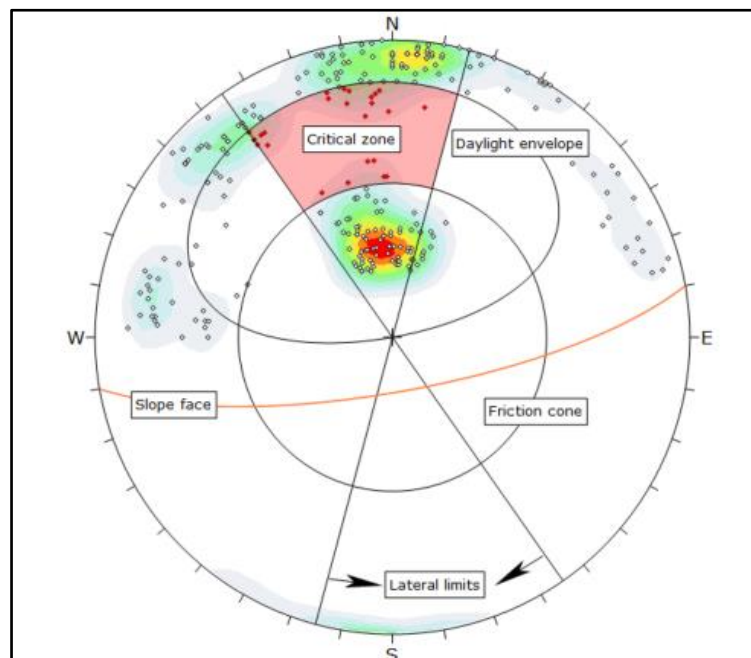 N
Critical zone
Daylight envelope
W
E
Slope face
Friction cone
Lateral limits
S